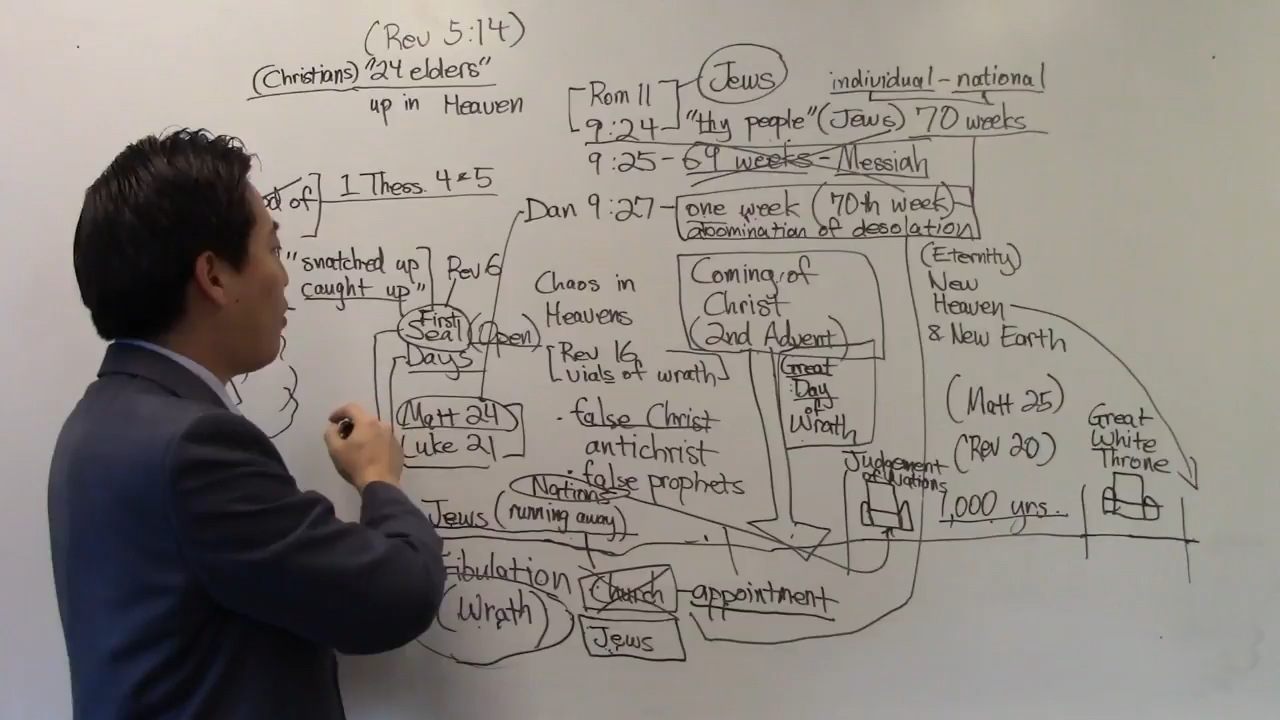 (Rev 5:14)
(Christians) "24 elders"
up in Heaven
of
1 Thess. 4 & 5
"snatched up
caught up"
Rev 6
First
Seal (Open)
Days
Matt 24
Luke 21
Jews (running away)
Nations
Tribulation
(Wrath)
Rom 11
Jews
individual - national
9:24 "thy people" (Jews) 70 weeks
9:25 - 69 weeks - Messiah
Dan 9:27 - one week (70th week)
abomination of desolation
Chaos in
Heavens
Rev 16
vials of wrath
· false Christ
antichrist
· false prophets
Coming of
Christ
(2nd Advent)
Great
Day
of
Wrath
Church - appointment
Jews
(Eternity)
New
Heaven
& New Earth
(Matt 25)
(Rev 20)
Judgement
of Nations
1,000 yrs.
Great
White
Throne